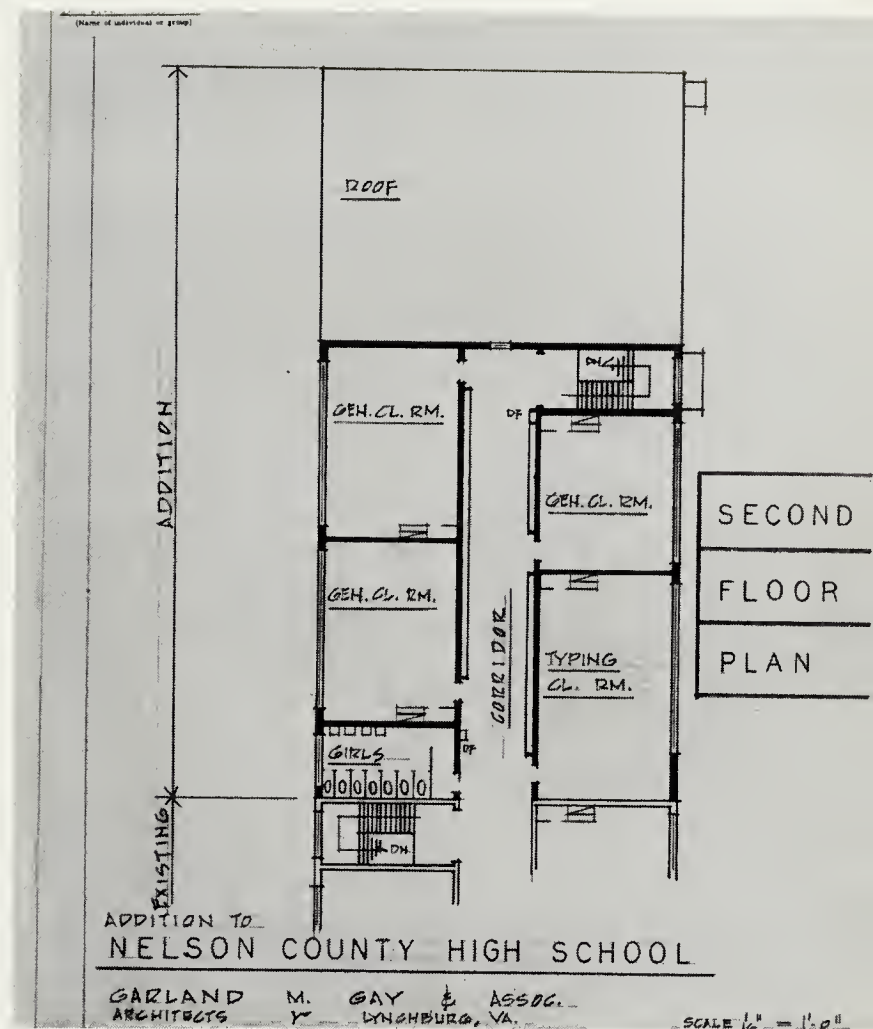 (Name of individual or group)
ROOF
ADDITION
DN
GEN. CL. RM.
DF
GEN. CL. RM.
GEN. CL. RM.
CORRIDOR
TYPING
CL. RM.
SECOND
FLOOR
PLAN
GIRLS
DF
EXISTING
DN
ADDITION TO
NELSON COUNTY HIGH SCHOOL
GARLAND M. GAY & ASSOC.
ARCHITECTS LYNCHBURG, VA.
SCALE = 1'.0"